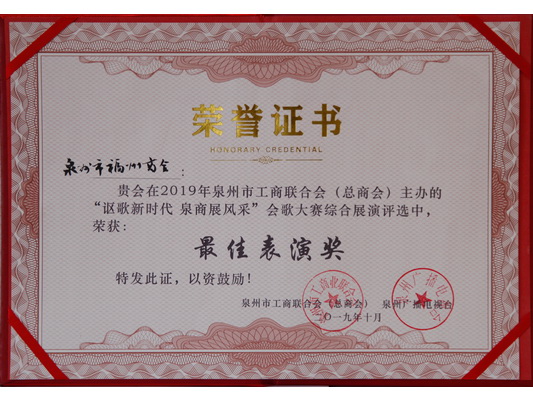 荣誉证书
HONORARY CREDENTIAL
泉州市福州商会：
贵会在2019年泉州市工商联合会（总商会）主办的
“讴歌新时代 泉商展风采”会歌大赛综合展演评选中，
荣获：
最佳表演奖
特发此证，以资鼓励！
泉州市工商联合会（总商会） 泉州广播电视台
二〇一九年十月